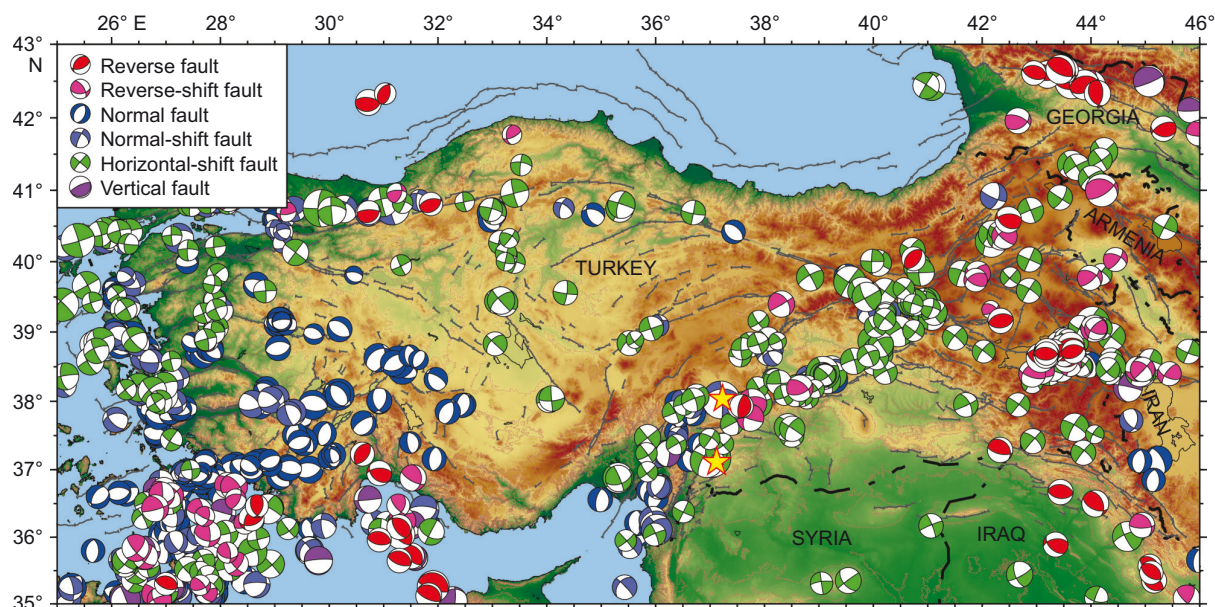 26° E 28° 30° 32° 34° 36° 38° 40° 42° 44° 46°
43°
N
42°
41°
40°
39°
38°
37°
36°
35°
Reverse fault
Reverse-shift fault
Normal fault
Normal-shift fault
Horizontal-shift fault
Vertical fault
GEORGIA
ARMENIA
TURKEY
IRAN
SYRIA
IRAQ